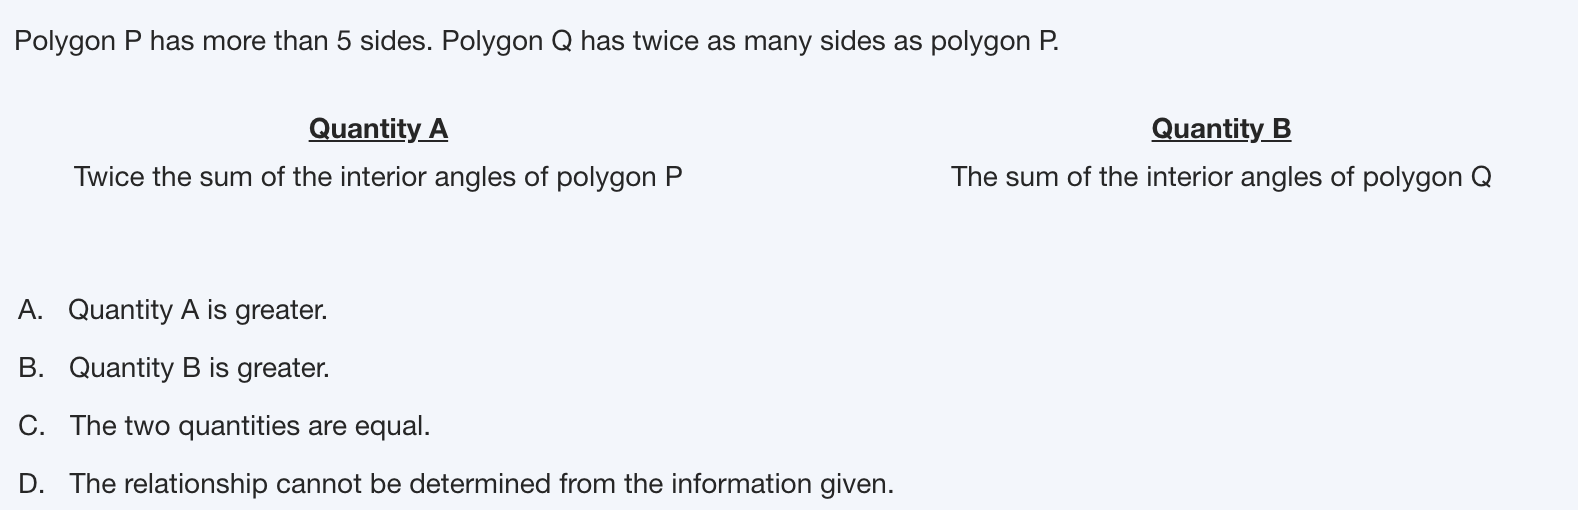 Polygon P has more than 5 sides. Polygon Q has twice as many sides as polygon P.
Quantity A
Twice the sum of the interior angles of polygon P
Quantity B
The sum of the interior angles of polygon Q
A. Quantity A is greater.
B. Quantity B is greater.
C. The two quantities are equal.
D. The relationship cannot be determined from the information given.